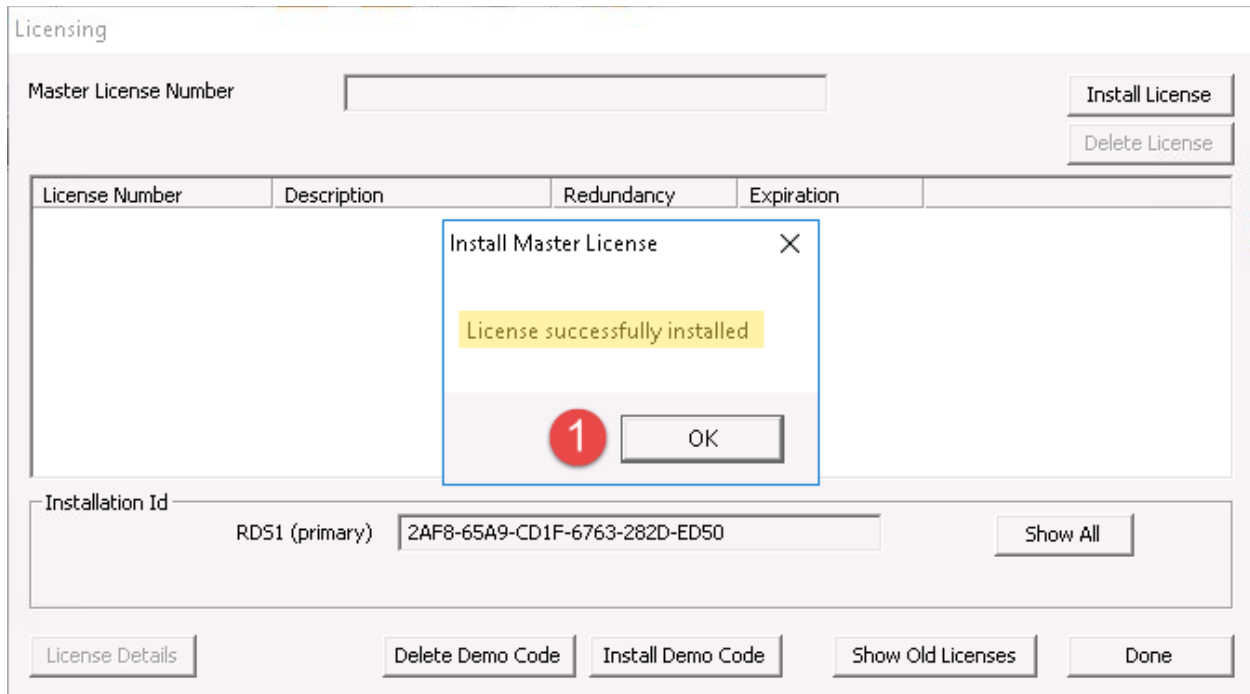 Licensing
Master License Number
Install License
Delete License
License Number Description Redundancy Expiration
Install Master License
License successfully installed
1 OK
Installation Id
RDS1 (primary) 2AF8-65A9-CD1F-6763-282D-ED50 Show All
License Details Delete Demo Code Install Demo Code Show Old Licenses Done